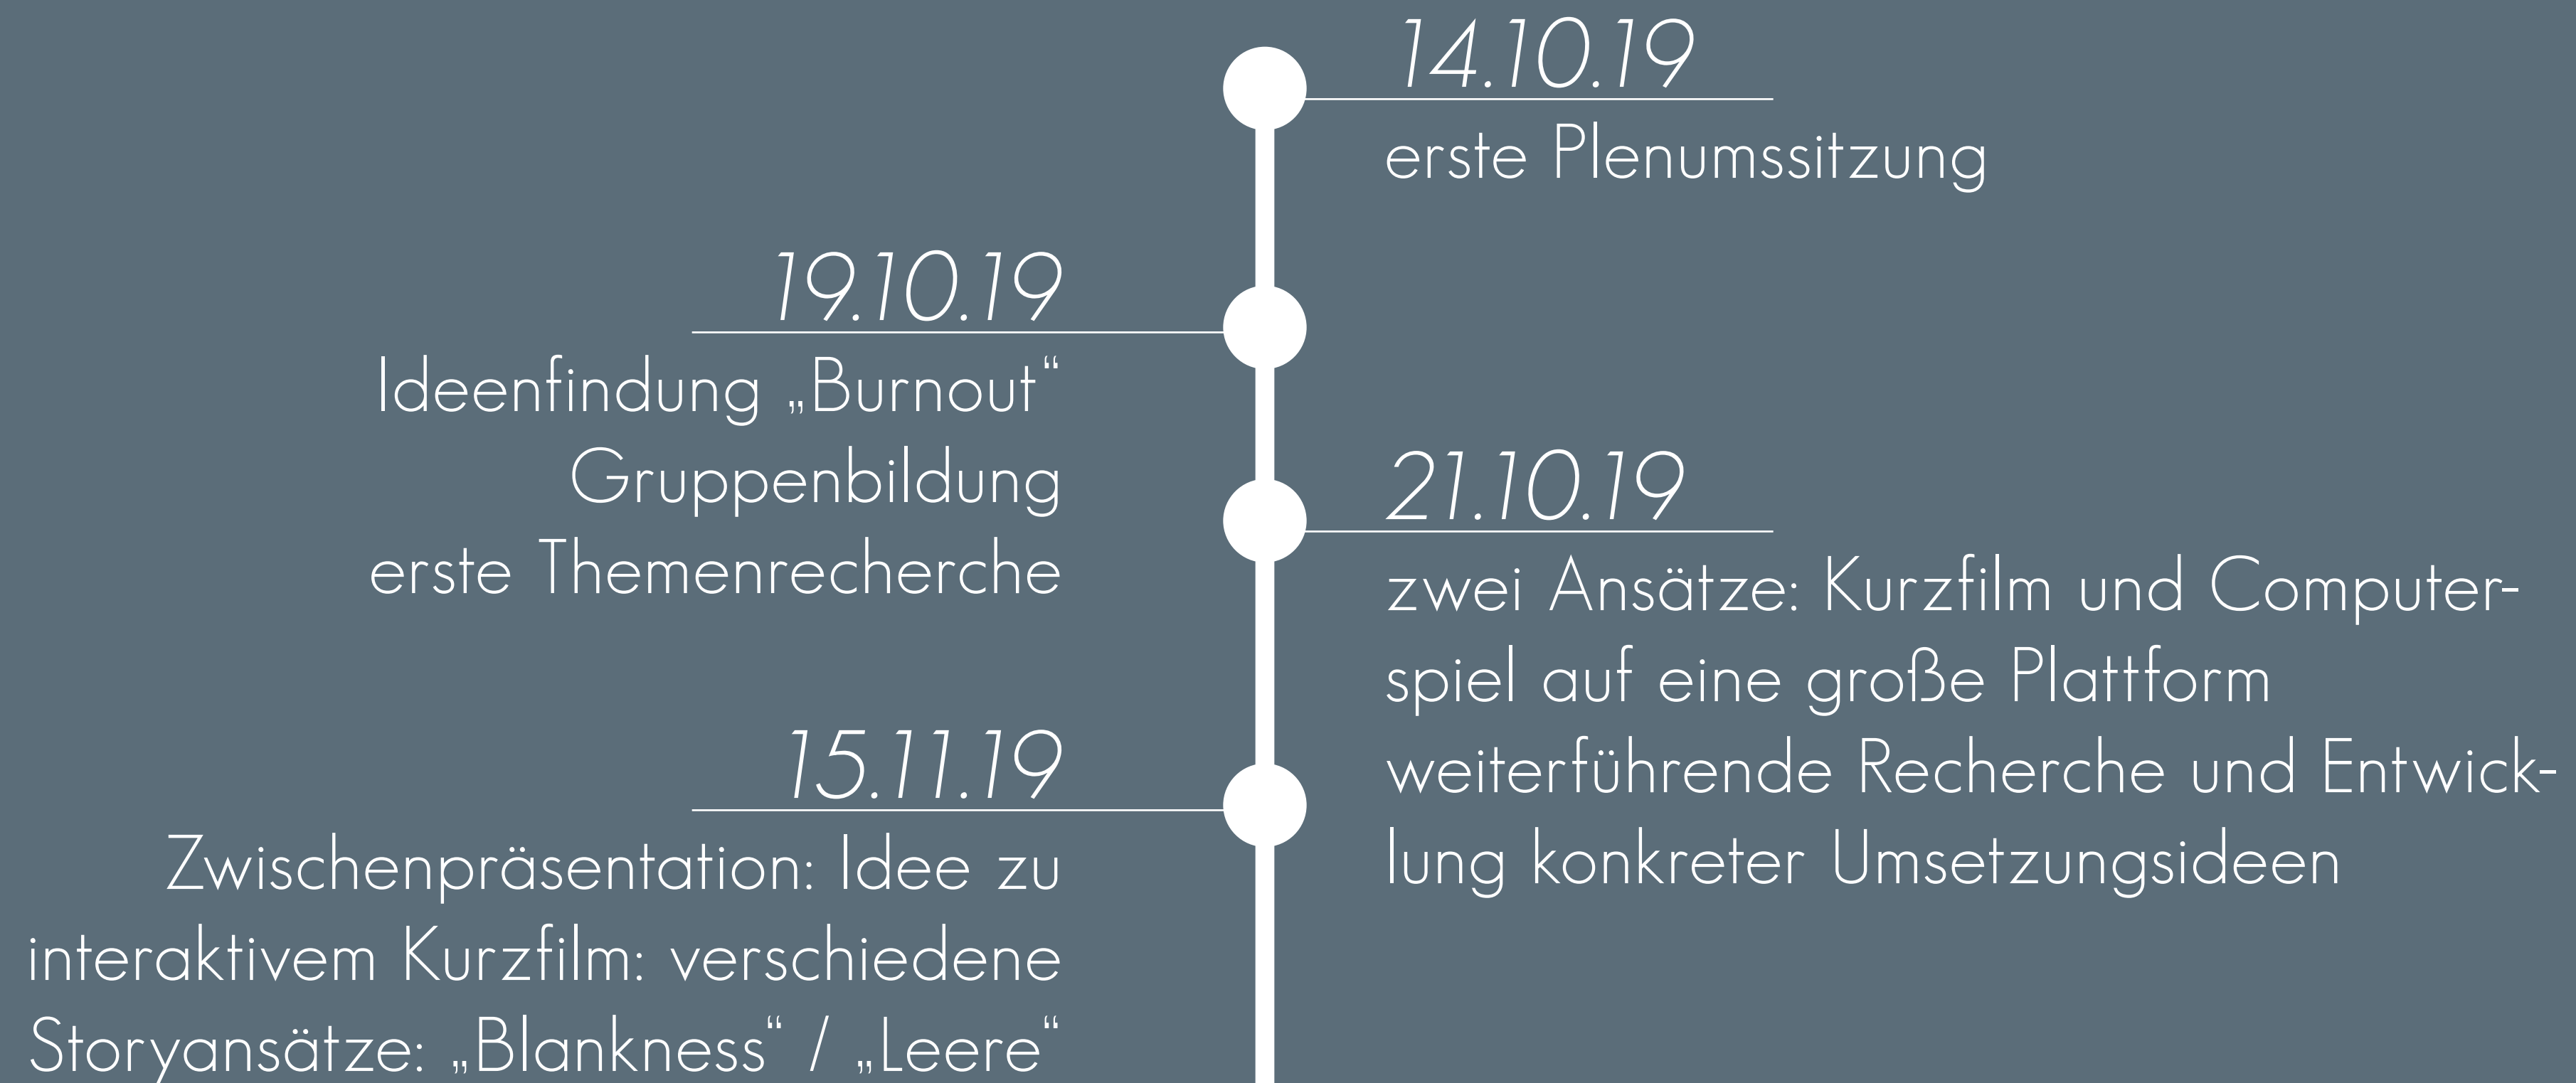 14.10.19
erste Plenumssitzung
19.10.19
Ideenfindung „Burnout“
Gruppenbildung
erste Themenrecherche
21.10.19
zwei Ansätze: Kurzfilm und Computer-
spiel auf eine große Plattform
weiterführende Recherche und Entwick-
lung konkreter Umsetzungsideen
15.11.19
Zwischenpräsentation: Idee zu
interaktivem Kurzfilm: verschiedene
Storyansätze: „Blankness“ / „Leere“